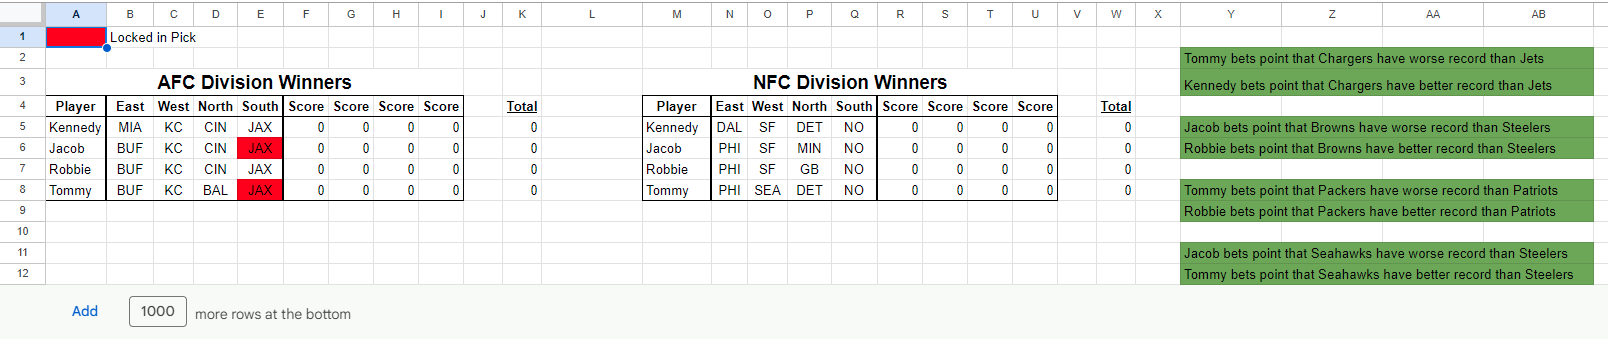 A B C D E F G H I J K L M N O P Q R S T U V W X Y Z AA AB
1 Locked in Pick
2 Tommy bets point that Chargers have worse record than Jets
3 AFC Division Winners NFC Division Winners Kennedy bets point that Chargers have better record than Jets
4 Player East West North South Score Score Score Score Total Player East West North South Score Score Score Score Total
5 Kennedy MIA KC CIN JAX 0 0 0 0 0 Kennedy DAL SF DET NO 0 0 0 0 0 Jacob bets point that Browns have worse record than Steelers
6 Jacob BUF KC CIN JAX 0 0 0 0 0 Jacob PHI SF MIN NO 0 0 0 0 0 Robbie bets point that Browns have better record than Steelers
7 Robbie BUF KC CIN JAX 0 0 0 0 0 Robbie PHI SF GB NO 0 0 0 0 0
8 Tommy BUF KC BAL JAX 0 0 0 0 0 Tommy PHI SEA DET NO 0 0 0 0 0 Tommy bets point that Packers have worse record than Patriots
9 Robbie bets point that Packers have better record than Patriots
10
11 Jacob bets point that Seahawks have worse record than Steelers
12 Tommy bets point that Seahawks have better record than Steelers
Add 1000 more rows at the bottom